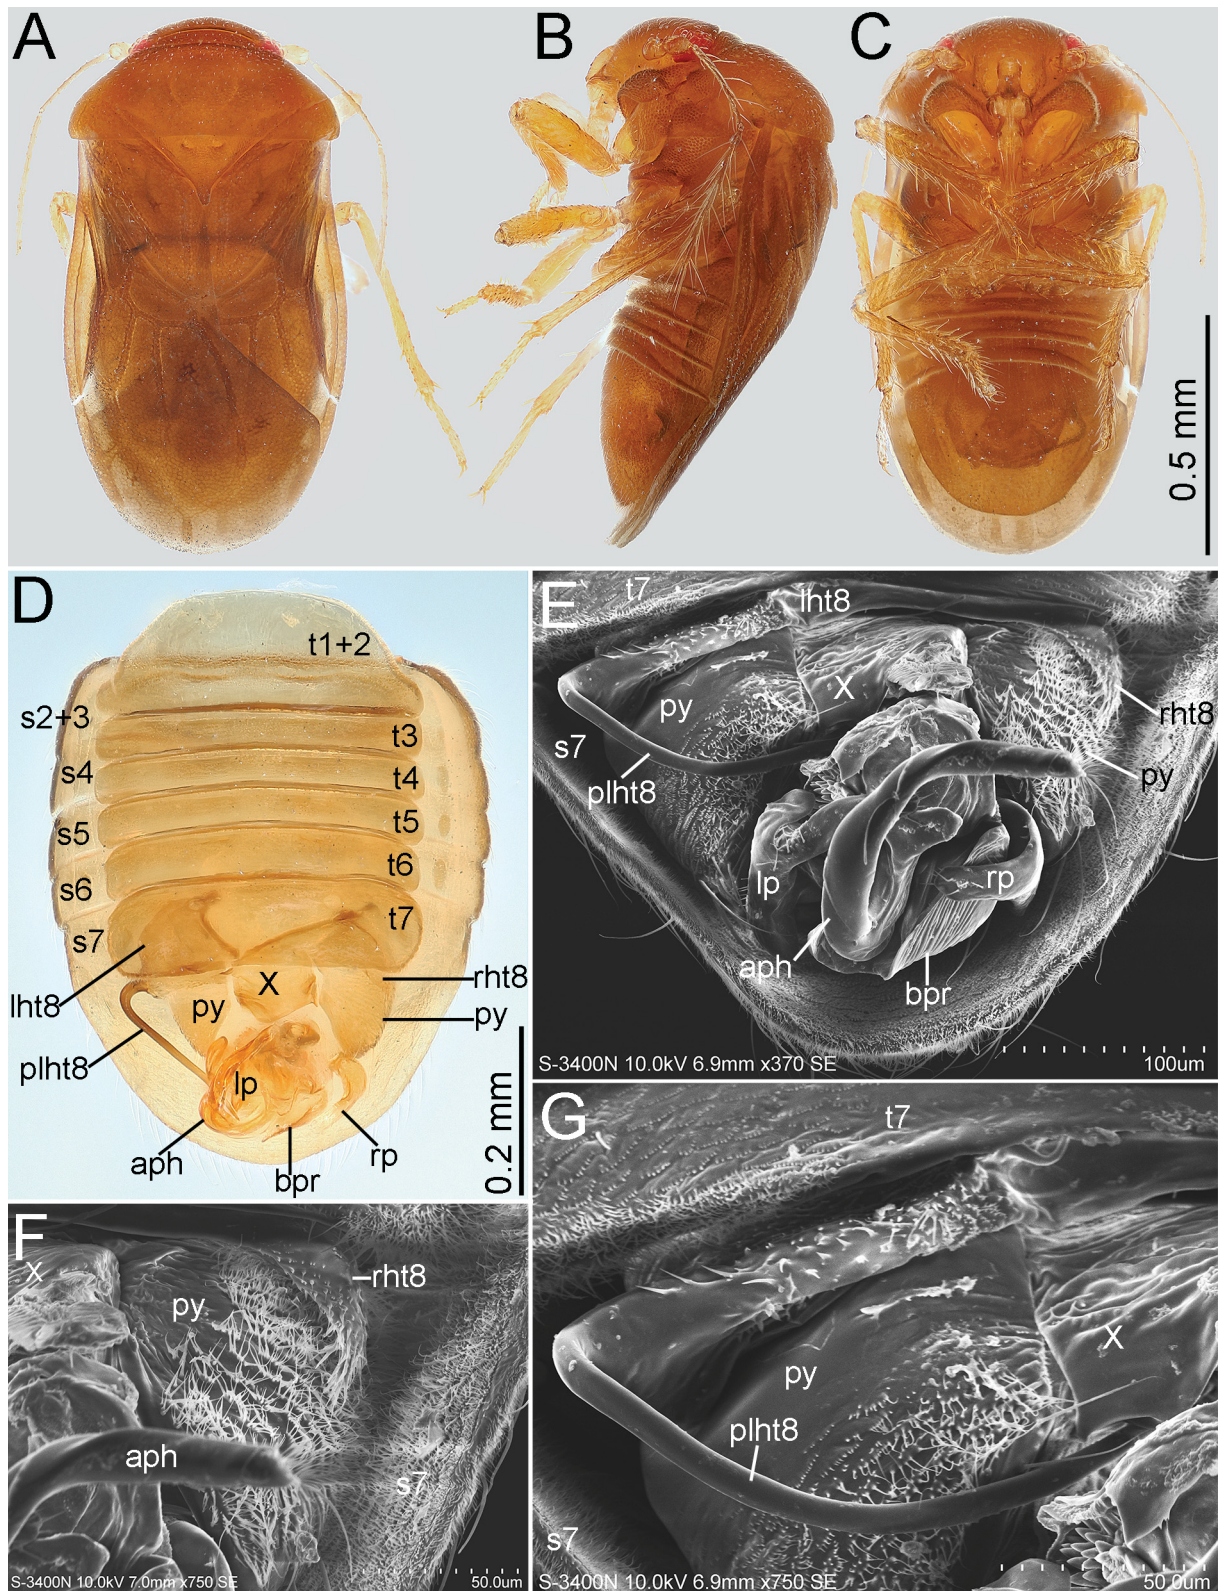 A
B
C
0.5 mm
D
t1+2
s2+3
t3
s4
t4
s5
t5
s6
t6
s7
t7
lht8
X
rht8
py
py
plht8
lp
aph
bpr
rp
0.2 mm
E
t7
lht8
X
py
rht8
s7
plht8
py
lp
rp
aph
bpr
S-3400N 10.0kV 6.9mm x370 SE
100um
F
X
rht8
py
aph
s7
S-3400N 10.0kV 7.0mm x750 SE
50.0um
G
t7
X
py
plht8
s7
S-3400N 10.0kV 6.9mm x750 SE
50.0um